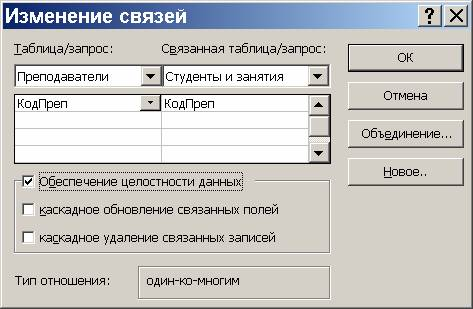 Изменение связей ? ×
Таблица/запрос: Связанная таблица/запрос:
Преподаватели Студенты и занятия
КодПреп КодПреп
Обеспечение целостности данных
каскадное обновление связанных полей
каскадное удаление связанных записей
Тип отношения: один-ко-многим
ОК
Отмена
Объединение...
Новое..